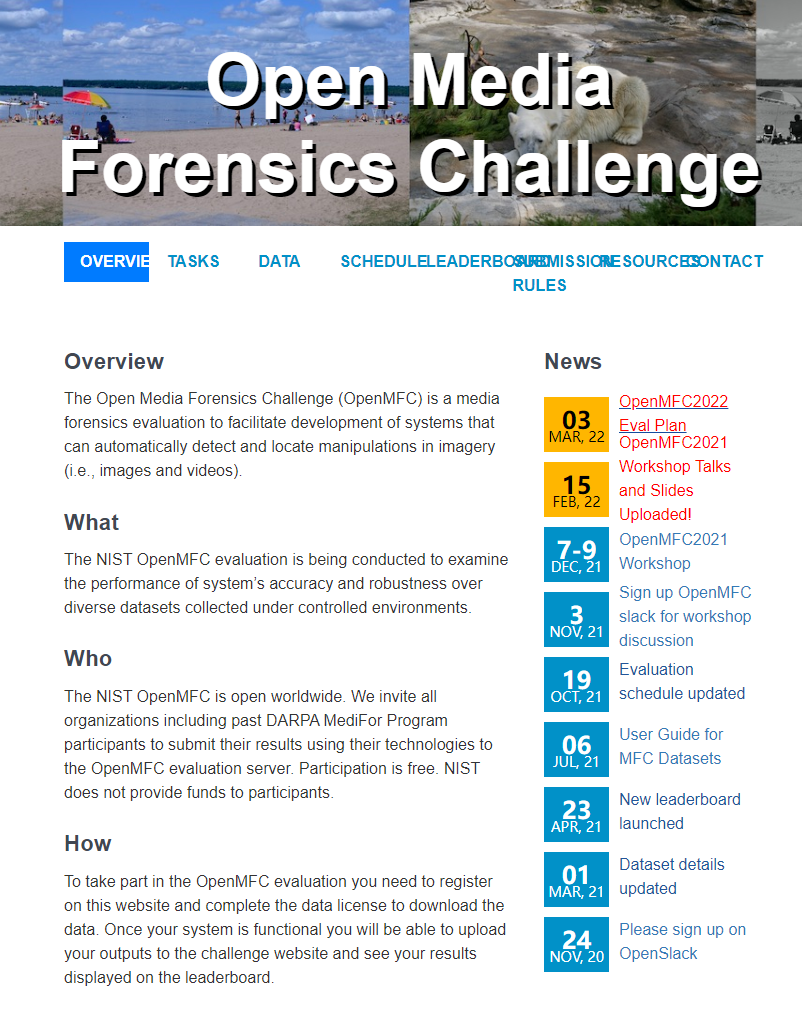 Open Media
Forensics Challenge
OVERVIE
TASKS
DATA
SCHEDULE
LEADERBOARD
SUBMISSION
RULES
RESOURCES
CONTACT
Overview
The Open Media Forensics Challenge (OpenMFC) is a media
forensics evaluation to facilitate development of systems that
can automatically detect and locate manipulations in imagery
(i.e., images and videos).
What
The NIST OpenMFC evaluation is being conducted to examine
the performance of system’s accuracy and robustness over
diverse datasets collected under controlled environments.
Who
The NIST OpenMFC is open worldwide. We invite all
organizations including past DARPA MediFor Program
participants to submit their results using their technologies to
the OpenMFC evaluation server. Participation is free. NIST
does not provide funds to participants.
How
To take part in the OpenMFC evaluation you need to register
on this website and complete the data license to download the
data. Once your system is functional you will be able to upload
your outputs to the challenge website and see your results
displayed on the leaderboard.
News
03
MAR, 22
OpenMFC2022
Eval Plan
15
FEB, 22
OpenMFC2021
Workshop Talks
and Slides
Uploaded!
7-9
DEC, 21
OpenMFC2021
Workshop
3
NOV, 21
Sign up OpenMFC
slack for workshop
discussion
19
OCT, 21
Evaluation
schedule updated
06
JUL, 21
User Guide for
MFC Datasets
23
APR, 21
New leaderboard
launched
01
MAR, 21
Dataset details
updated
24
NOV, 20
Please sign up on
OpenSlack